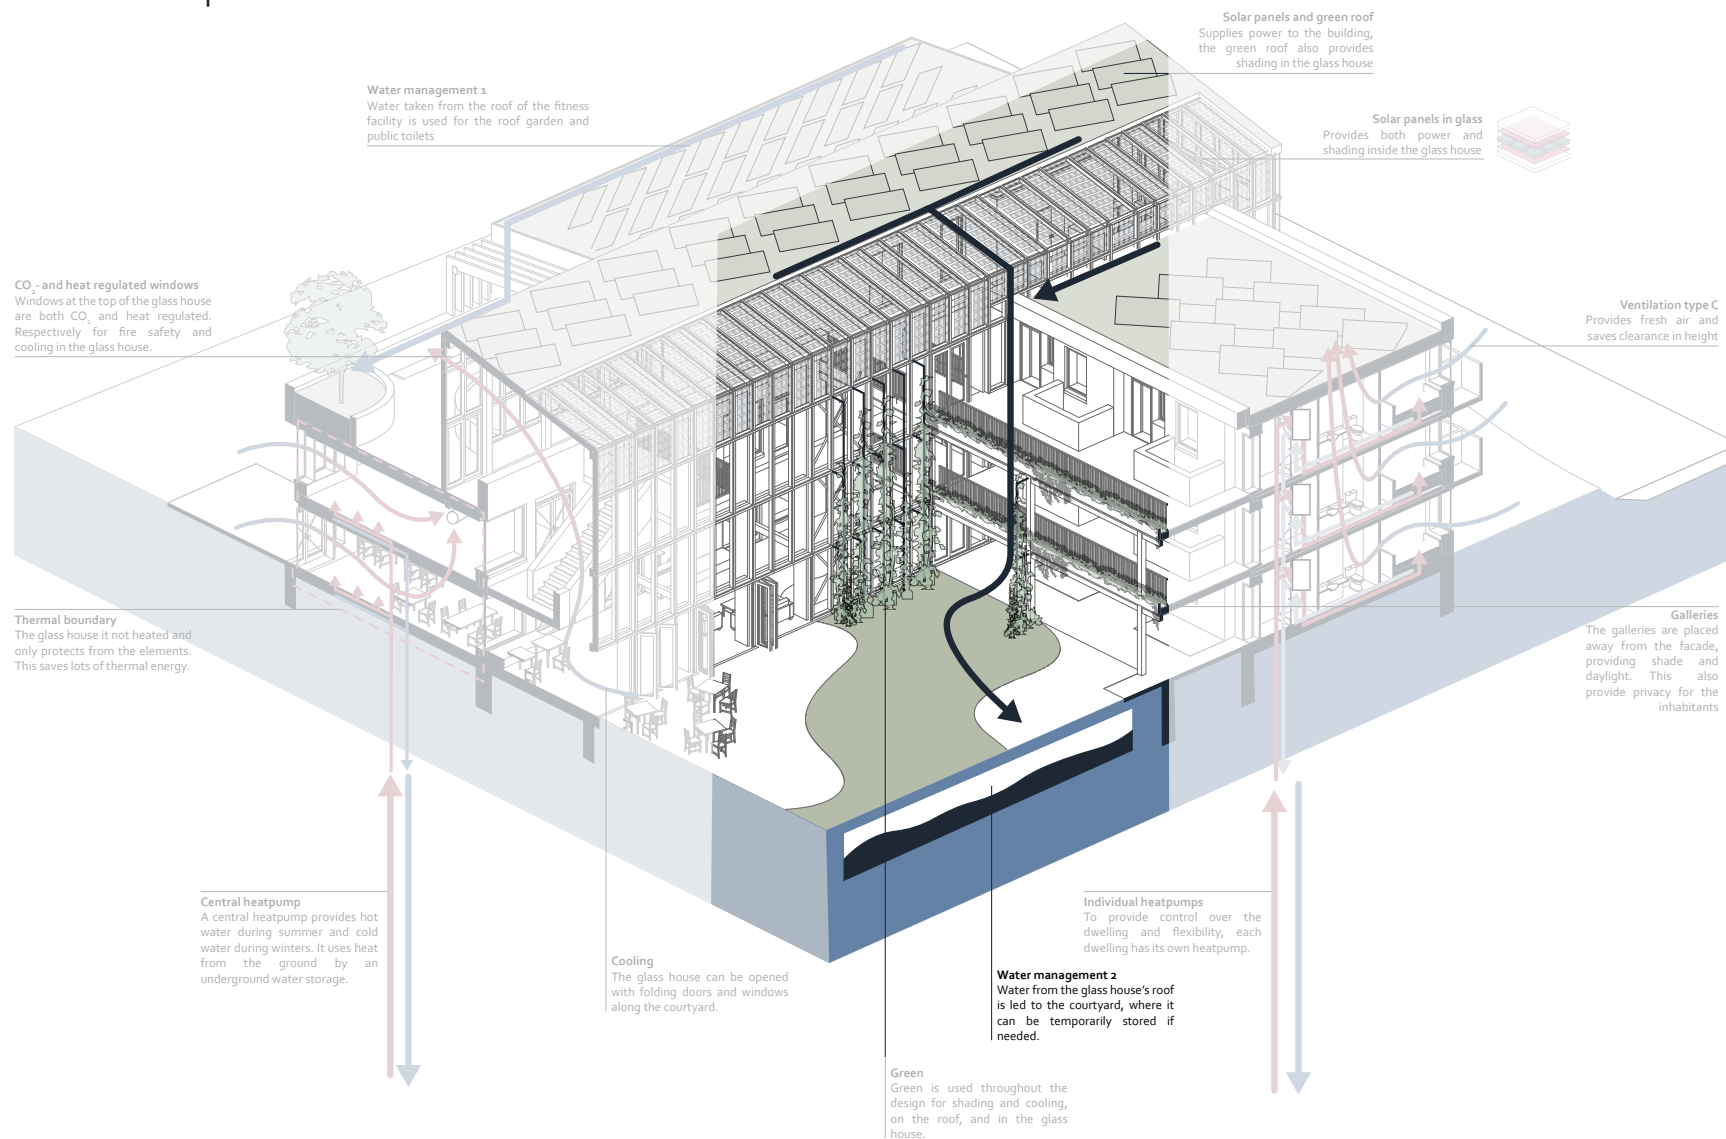 Solar panels and green roof
Supplies power to the building,
the green roof also provides
shading in the glass house
Water management 1
Water taken from the roof of the fitness
facility is used for the roof garden and
public toilets
Solar panels in glass
Provides both power and
shading inside the glass house
CO₂- and heat regulated windows
Windows at the top of the glass house
are both CO₂ and heat regulated.
Respectively for fire safety and
cooling in the glass house.
Ventilation type C
Provides fresh air and
saves clearance in height
Thermal boundary
The glass house it not heated and
only protects from the elements.
This saves lots of thermal energy.
Galleries
The galleries are placed
away from the facade,
providing shade and
daylight. This also
provide privacy for the
inhabitants
Central heatpump
A central heatpump provides hot
water during summer and cold
water during winters. It uses heat
from the ground by an
underground water storage.
Individual heatpumps
To provide control over the
dwelling and flexibility, each
dwelling has its own heatpump.
Cooling
The glass house can be opened
with folding doors and windows
along the courtyard.
Water management 2
Water from the glass house's roof
is led to the courtyard, where it
can be temporarily stored if
needed.
Green
Green is used throughout the
design for shading and cooling,
on the roof, and in the glass
house.